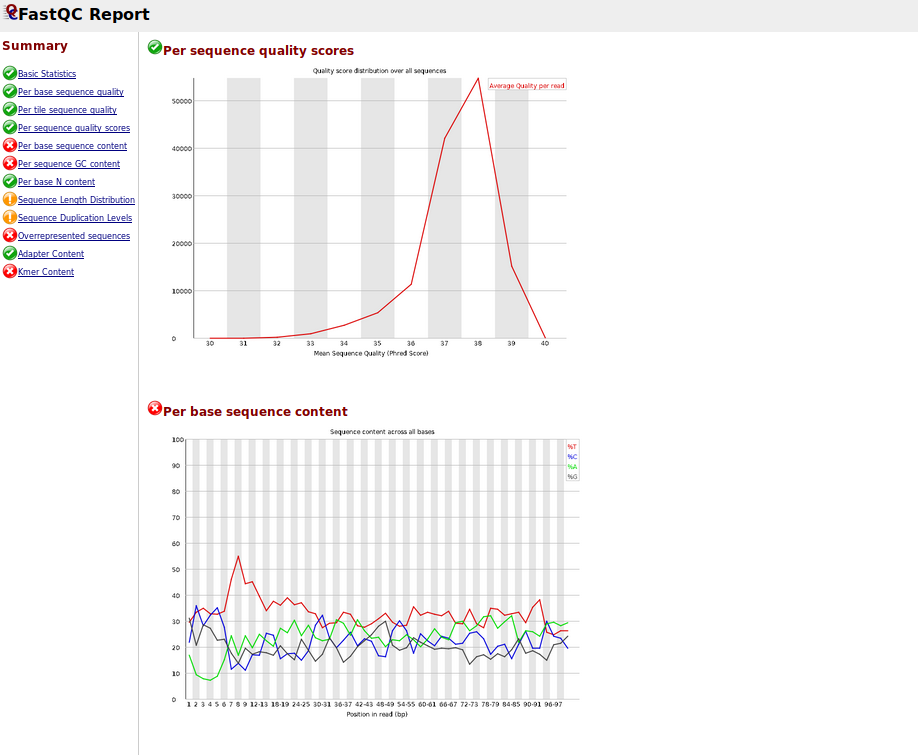 FastQC Report
Summary
Basic Statistics
Per base sequence quality
Per tile sequence quality
Per sequence quality scores
Per base sequence content
Per sequence GC content
Per base N content
Sequence Length Distribution
Sequence Duplication Levels
Overrepresented sequences
Adapter Content
Kmer Content
Per sequence quality scores
Quality score distribution over all sequences
Average Quality per read
50000
40000
30000
20000
10000
0
30 31 32 33 34 35 36 37 38 39 40
Mean Sequence Quality (Phred Score)
Per base sequence content
Sequence content across all bases
%T
%C
%A
%G
100
90
80
70
60
50
40
30
20
10
0
1 2 3 4 5 6 7 8 9 12-13 18-19 24-25 30-31 36-37 42-43 48-49 54-55 60-61 66-67 72-73 78-79 84-85 90-91 96-97
Position in read (bp)